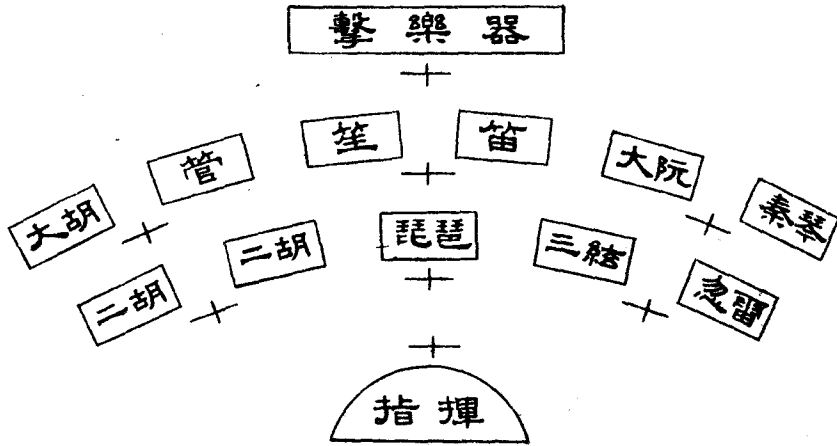 擊樂器
大胡 管 笙 笛 大阮 秦琴
二胡 二胡 琵琶 三絃 忽雷
指揮